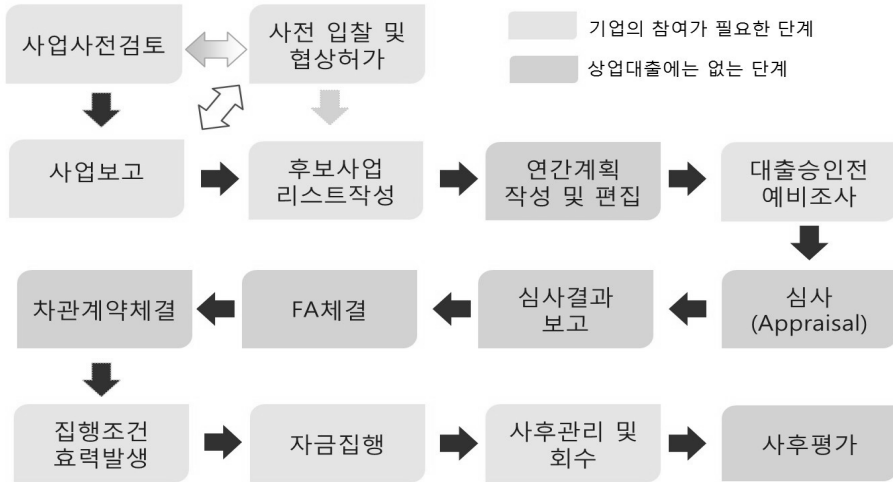 사업사전검토
사전 입찰 및
협상허가
기업의 참여가 필요한 단계
상업대출에는 없는 단계
사업보고
후보사업
리스트작성
연간계획
작성 및 편집
대출승인전
예비조사
차관계약체결
FA체결
심사결과
보고
심사
(Appraisal)
집행조건
효력발생
자금집행
사후관리 및
회수
사후평가